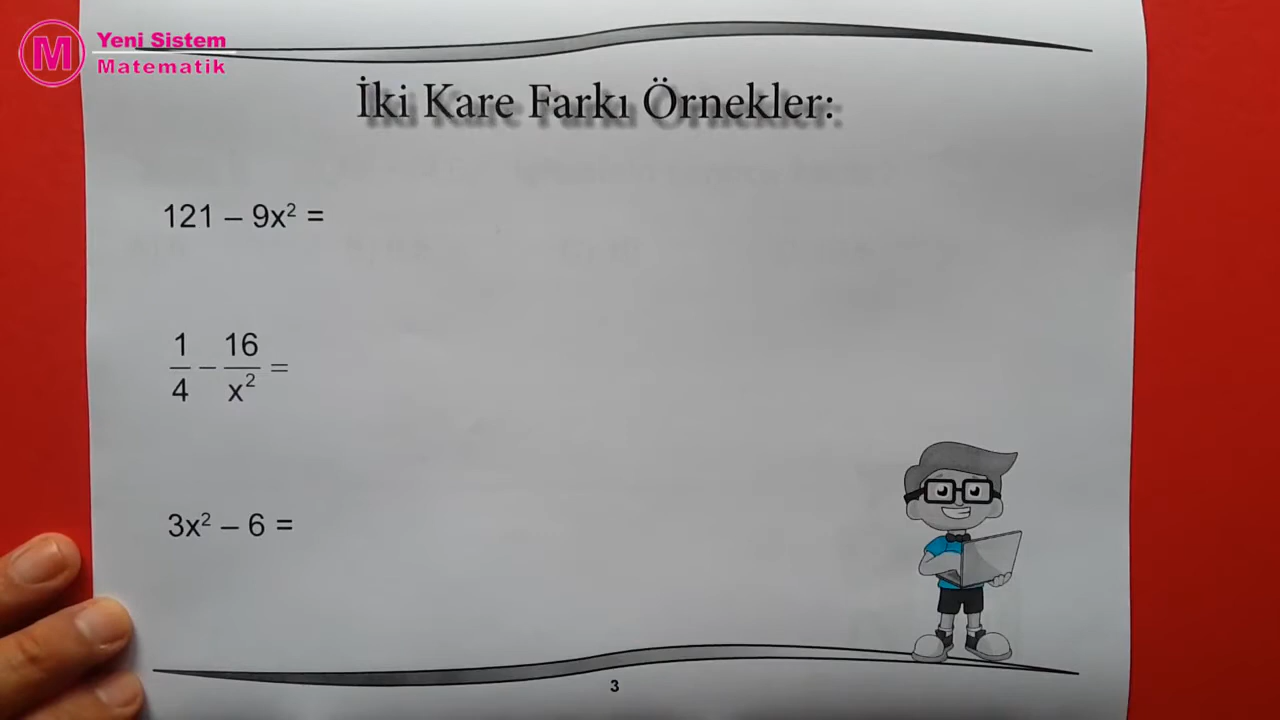 Yeni Sistem
Matematik
M
İki Kare Farkı Örnekler:
121 – 9x² =
1/4 − 16/x² =
3x² – 6 =
3